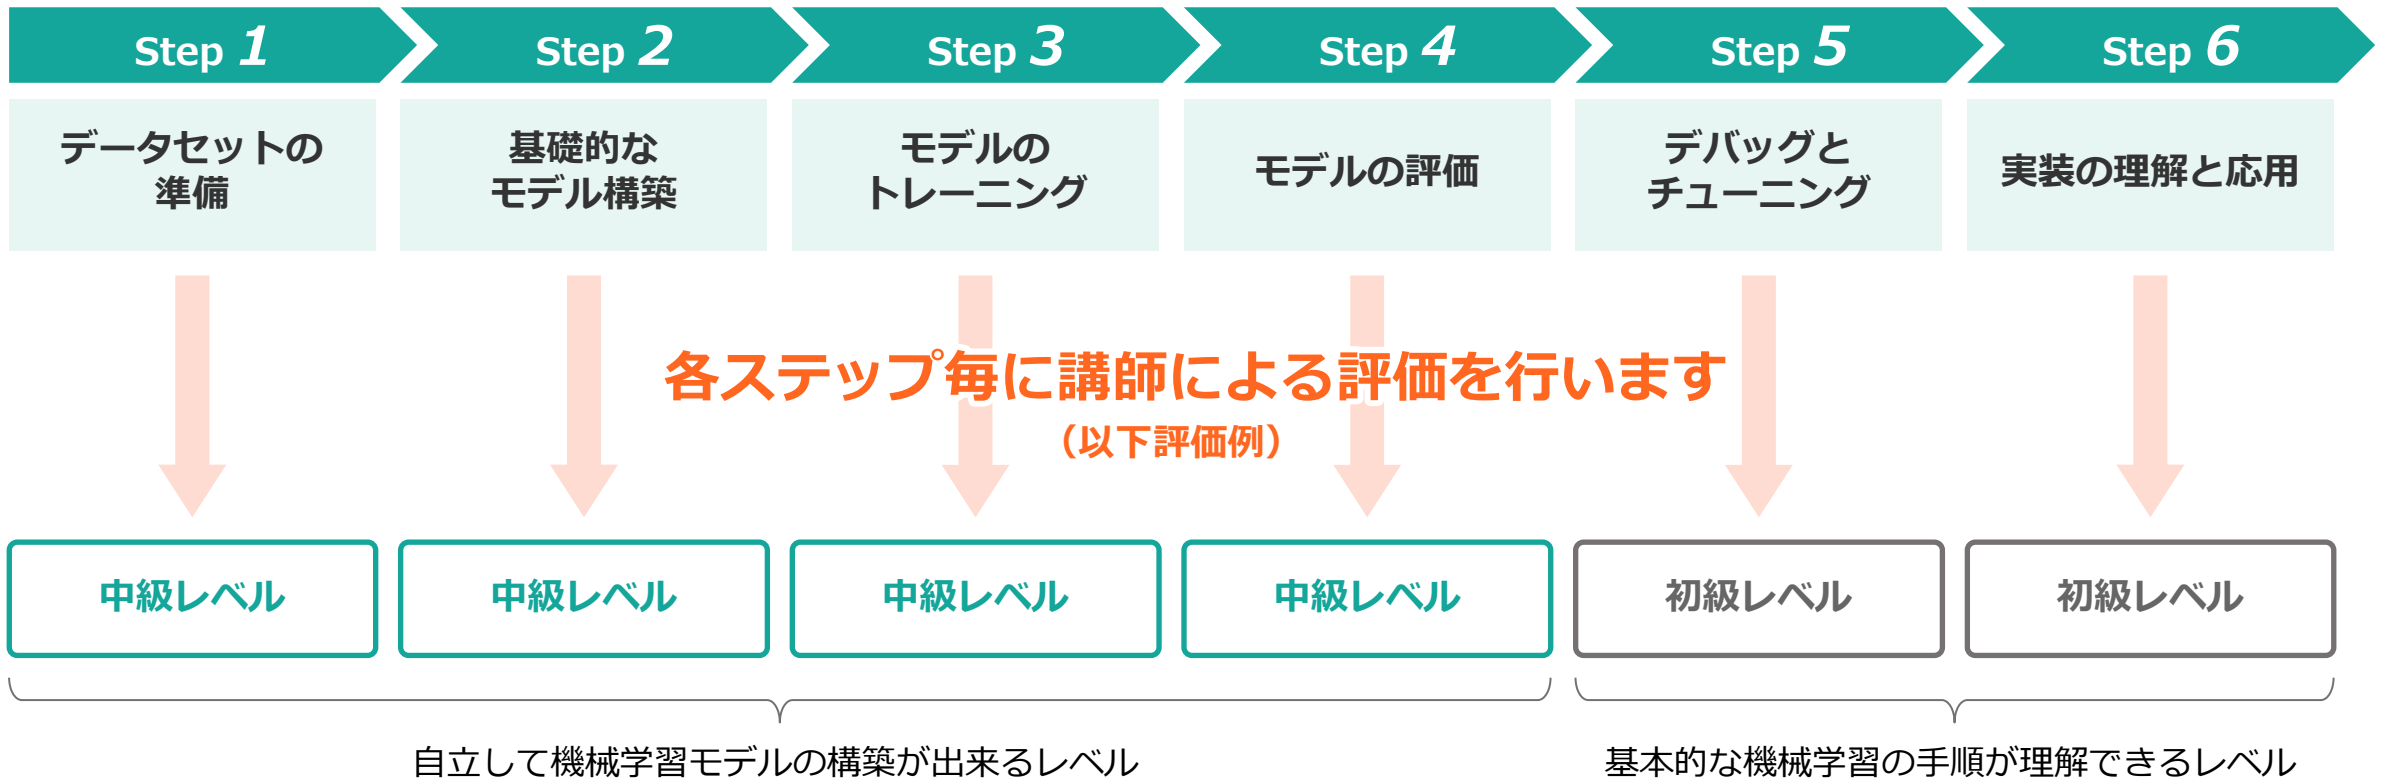 Step 1
Step 2
Step 3
Step 4
Step 5
Step 6
データセットの
準備
基礎的な
モデル構築
モデルの
トレーニング
モデルの評価
デバッグと
チューニング
実装の理解と応用
各ステップ毎に講師による評価を行います
（以下評価例）
中級レベル
中級レベル
中級レベル
中級レベル
初級レベル
初級レベル
自立して機械学習モデルの構築が出来るレベル
基本的な機械学習の手順が理解できるレベル